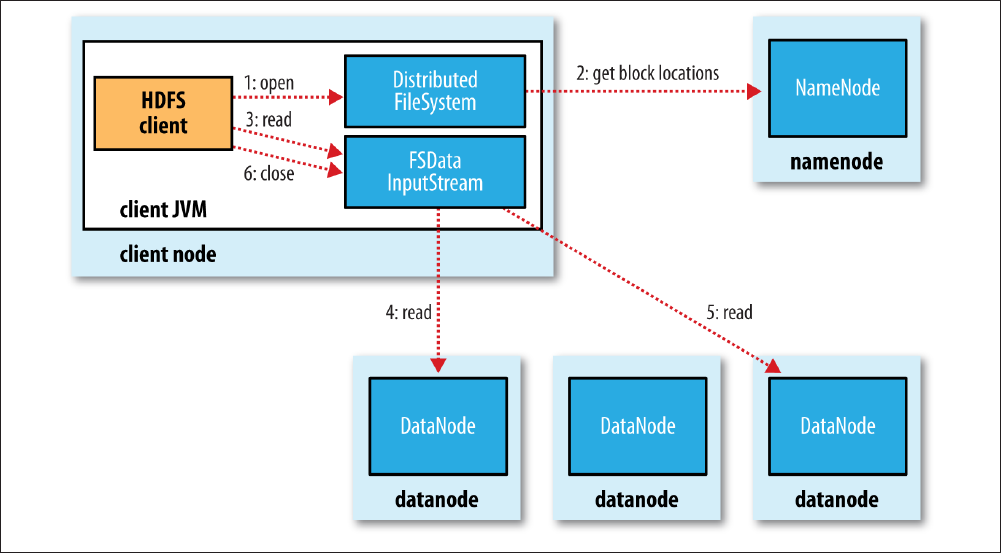 HDFS
client
1: open
3: read
6: close
Distributed
FileSystem
FSData
InputStream
client JVM
client node
2: get block locations
NameNode
namenode
4: read
5: read
DataNode
datanode
DataNode
datanode
DataNode
datanode